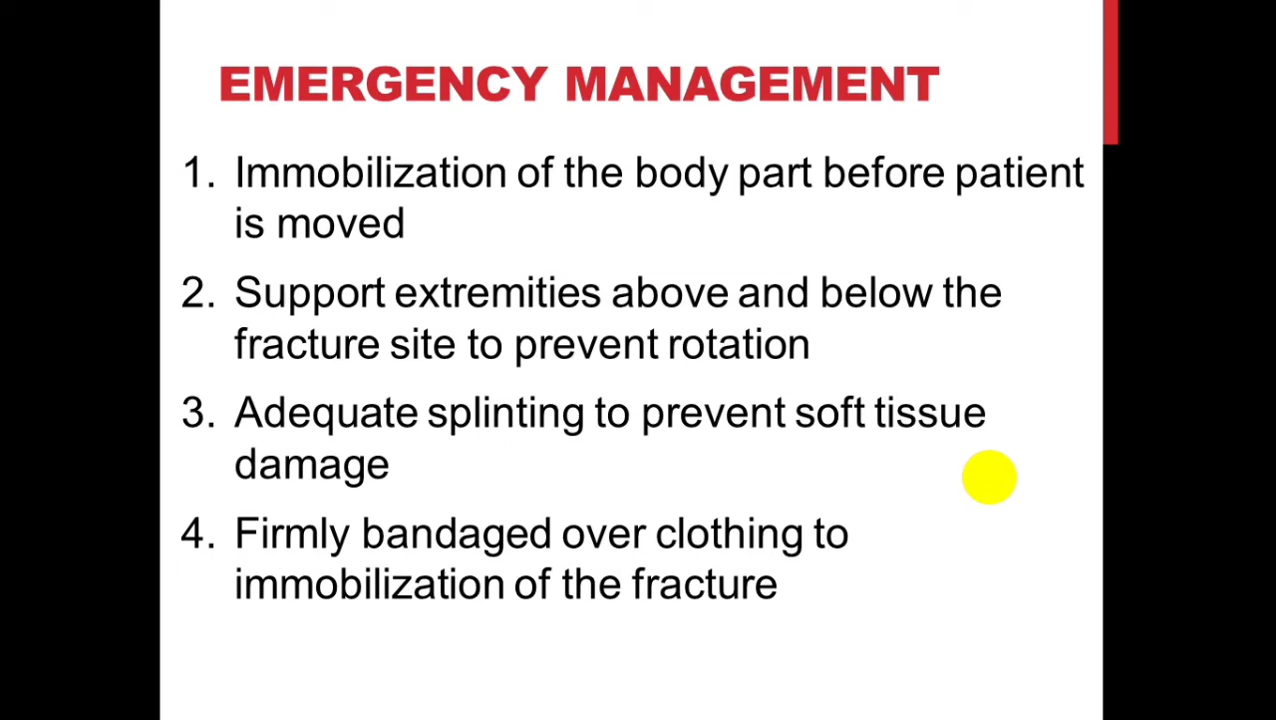 EMERGENCY MANAGEMENT
1. Immobilization of the body part before patient
is moved
2. Support extremities above and below the
fracture site to prevent rotation
3. Adequate splinting to prevent soft tissue
damage
4. Firmly bandaged over clothing to
immobilization of the fracture